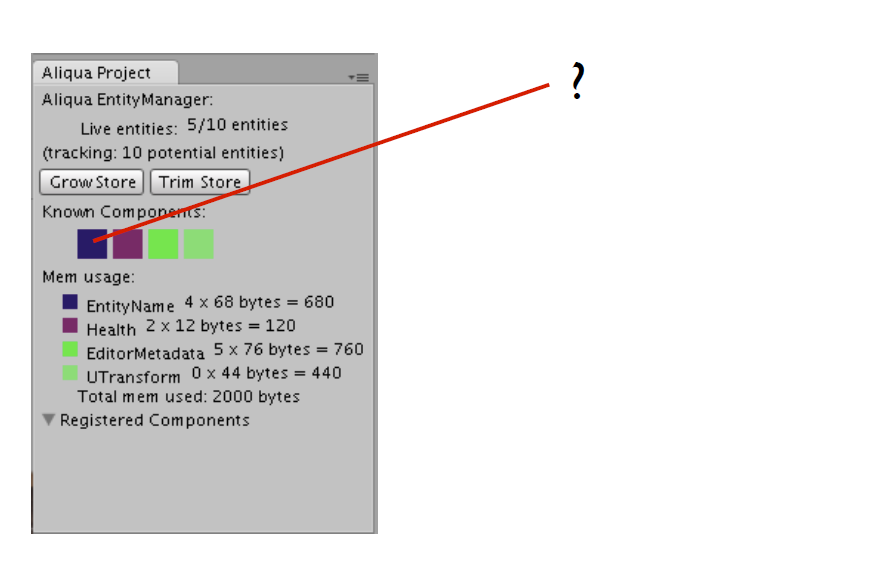 Aliqua Project
?
Aliqua EntityManager:
Live entities: 5/10 entities
(tracking: 10 potential entities)
Grow Store Trim Store
Known Components:
Mem usage:
EntityName 4 x 68 bytes = 680
Health 2 x 12 bytes = 120
EditorMetadata 5 x 76 bytes = 760
UTransform 0 x 44 bytes = 440
Total mem used: 2000 bytes
Registered Components